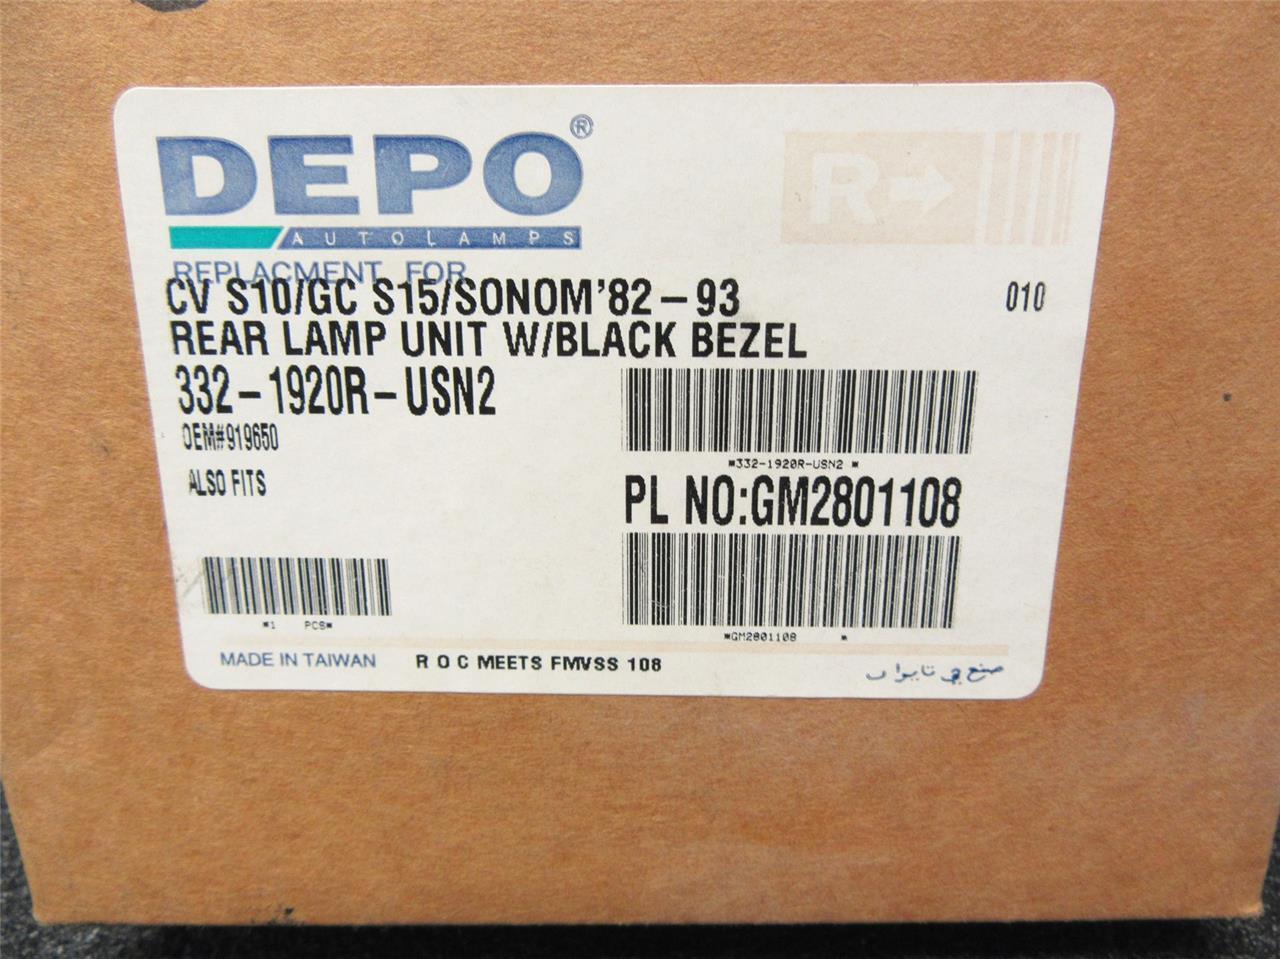 DEPO®
AUTOLAMPS
R
REPLACMENT FOR
CV S10/GC S15/SONOM'82-93
010
REAR LAMP UNIT W/BLACK BEZEL
332-1920R-USN2
OEM#919650
*332-1920R-USN2 *
ALSO FITS
PL NO:GM2801108
*1 PCS*
*GM2801108 *
MADE IN TAIWAN
R O C MEETS FMVSS 108
صنع في تايوان